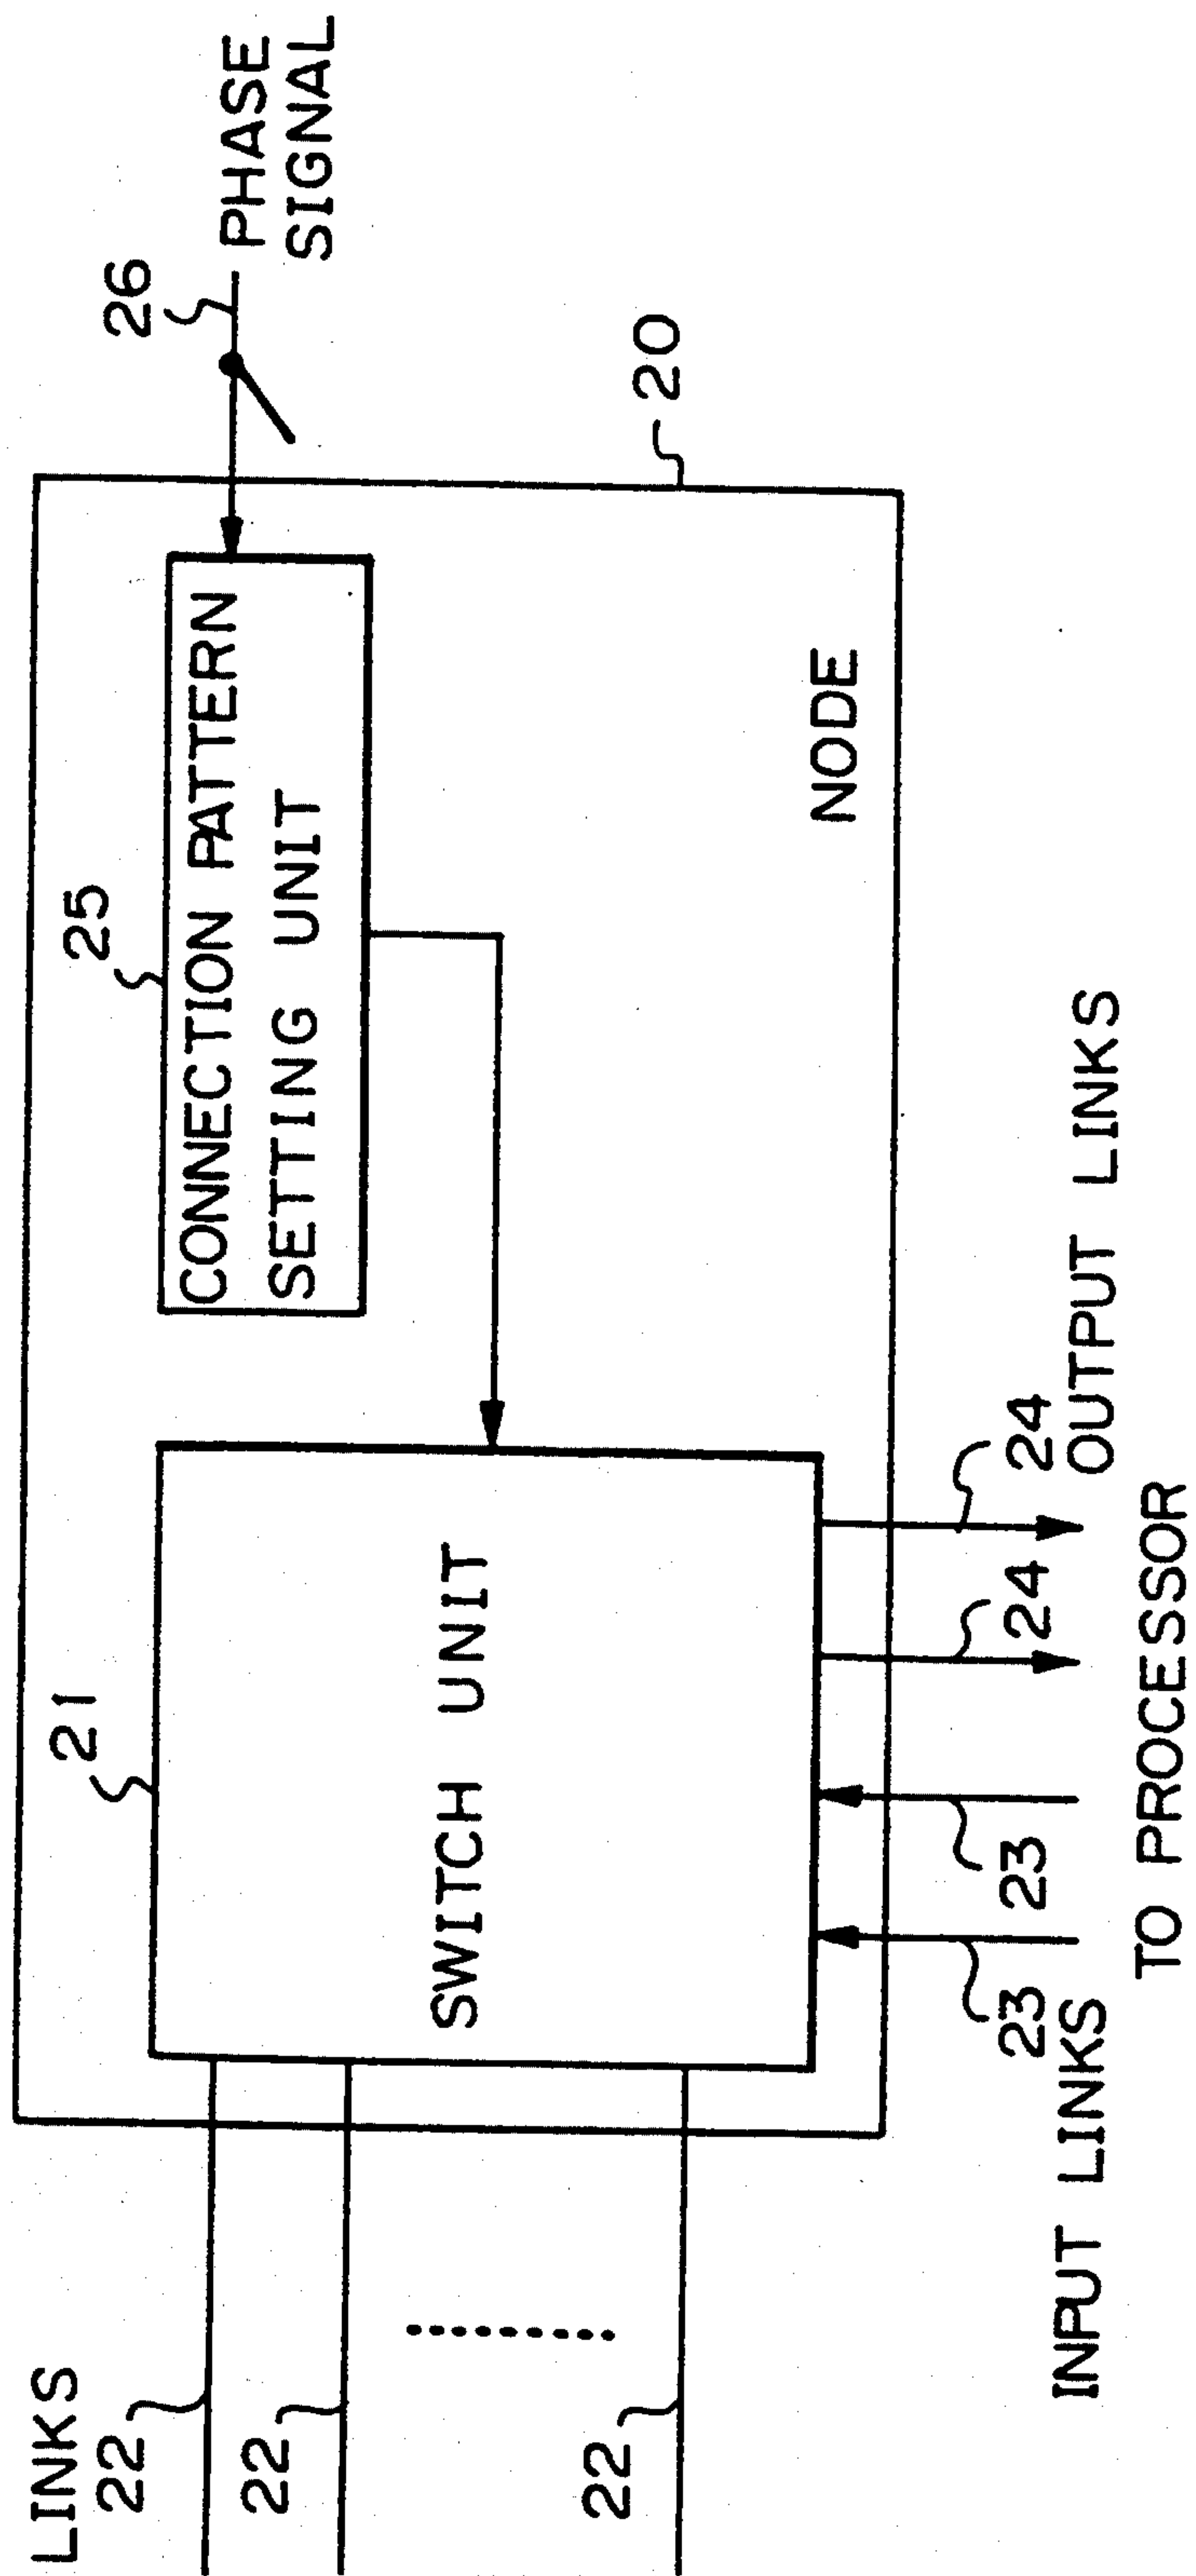 LINKS
22
22
22
21
SWITCH UNIT
25
CONNECTION PATTERN
SETTING UNIT
26
PHASE
SIGNAL
20
NODE
23
23
24
24
INPUT LINKS
OUTPUT LINKS
TO PROCESSOR